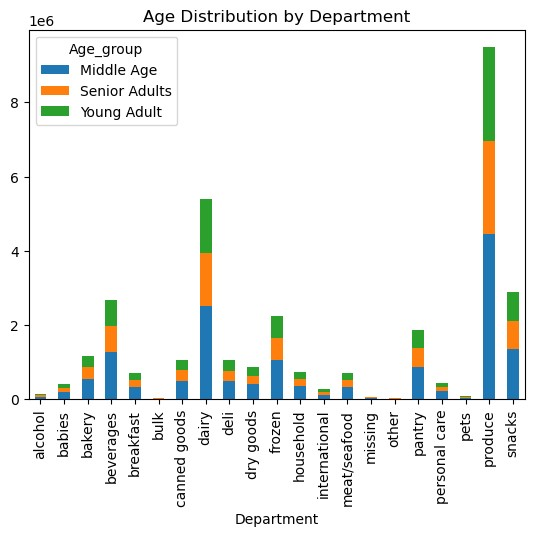 Age Distribution by Department
1e6
Age_group
Middle Age
Senior Adults
Young Adult
8
6
4
2
0
alcohol
babies
bakery
beverages
breakfast
bulk
canned goods
dairy
deli
dry goods
frozen
household
international
meat/seafood
missing
other
pantry
personal care
pets
produce
snacks
Department